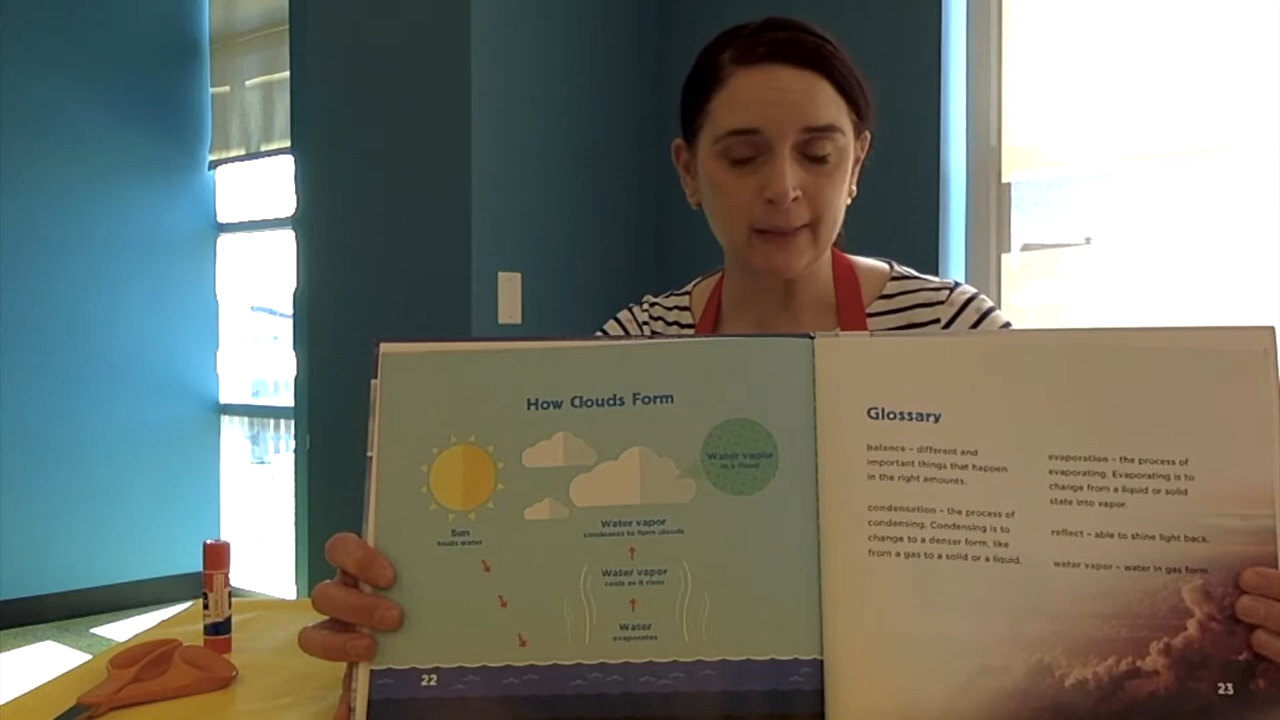 How Clouds Form
Water vapor
in a cloud
Sun
heats water
Water vapor
condenses to form clouds
Water vapor
cools as it rises
Water
evaporates
22
Glossary
balance – different and
important things that happen
in the right amounts.
condensation – the process of
condensing. Condensing is to
change to a denser form, like
from a gas to a solid or a liquid.
evaporation – the process of
evaporating. Evaporating is to
change from a liquid or solid
state into vapor.
reflect – able to shine light back.
water vapor – water in gas form.
23